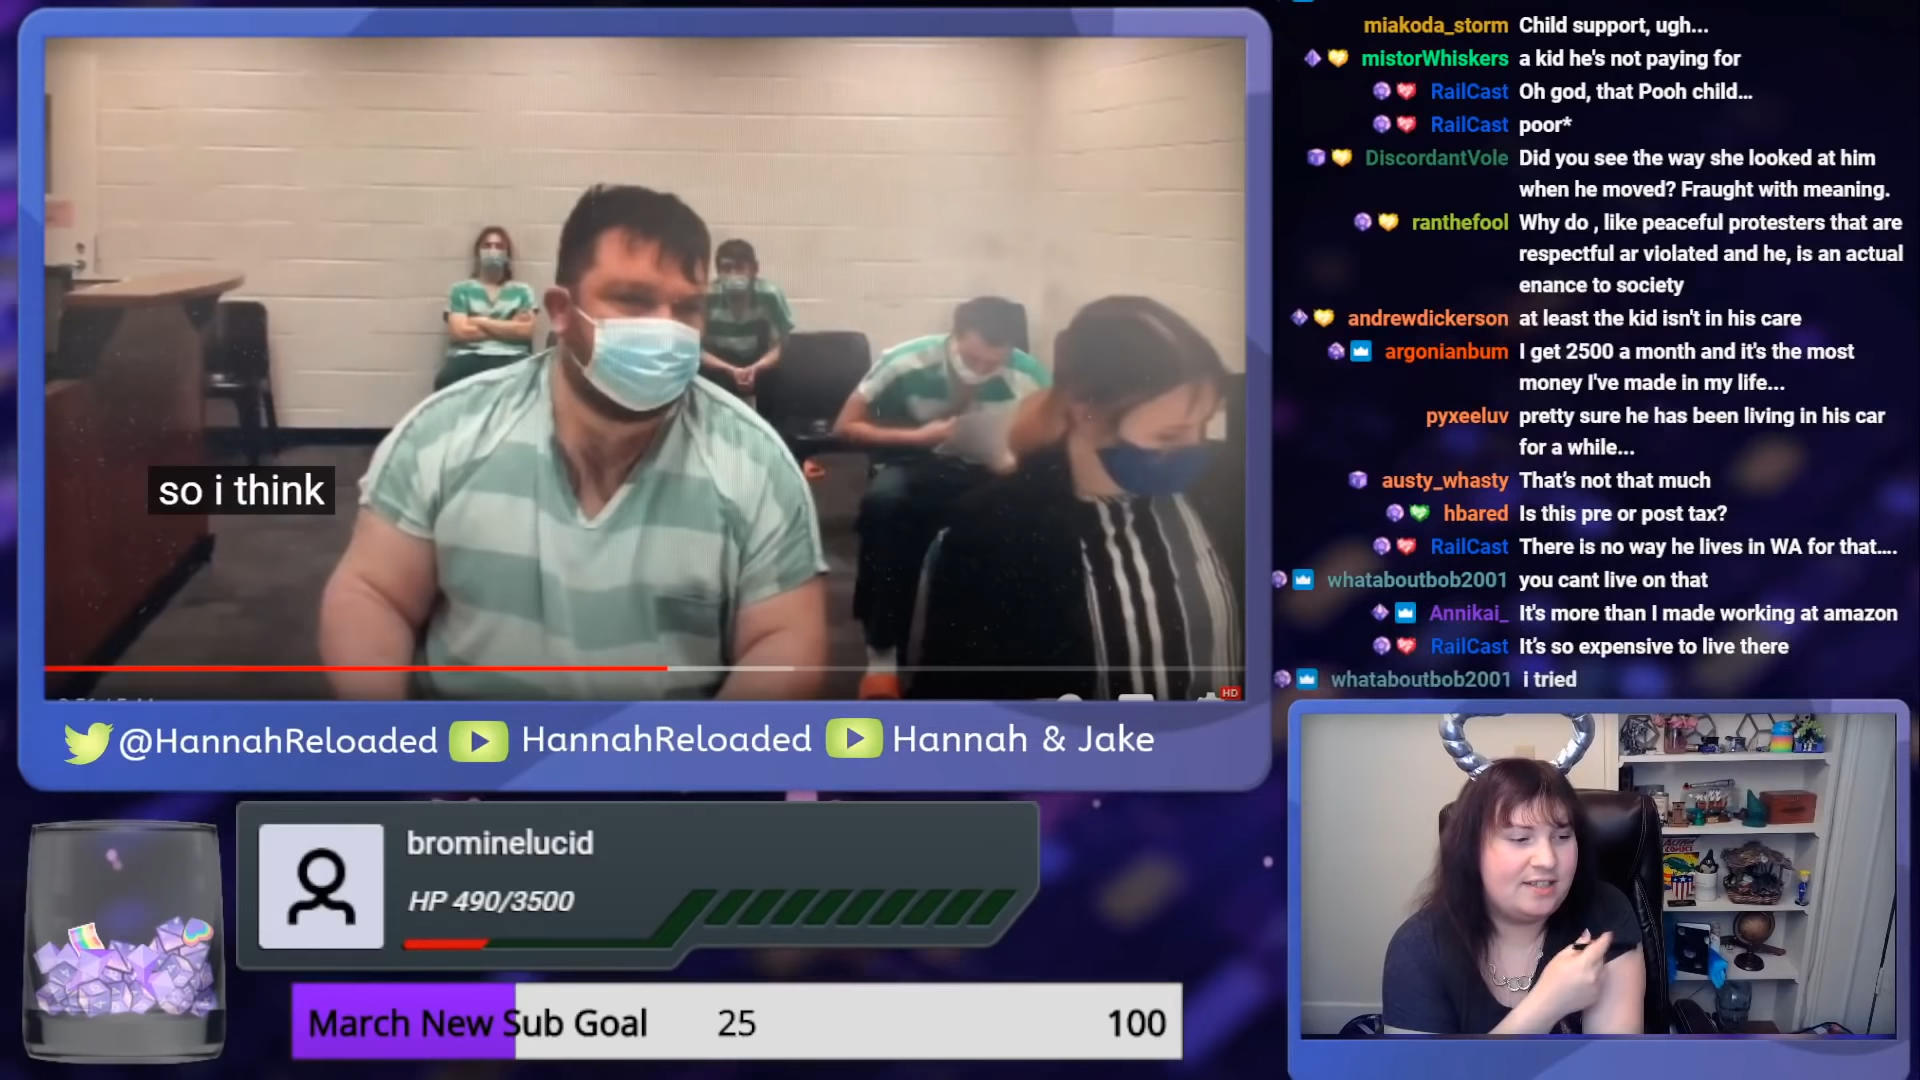 so i think
HD
@HannahReloaded HannahReloaded Hannah & Jake
brominelucid
HP 490/3500
March New Sub Goal 25 100
miakoda_storm Child support, ugh...
mistorWhiskers a kid he's not paying for
RailCast Oh god, that Pooh child...
RailCast poor*
DiscordantVole Did you see the way she looked at him
when he moved? Fraught with meaning.
ranthefool Why do , like peaceful protesters that are
respectful ar violated and he, is an actual
enance to society
andrewdickerson at least the kid isn't in his care
argonianbum I get 2500 a month and it's the most
money I've made in my life...
pyxeeluv pretty sure he has been living in his car
for a while...
austy_whasty That's not that much
hbared Is this pre or post tax?
RailCast There is no way he lives in WA for that....
whataboutbob2001 you cant live on that
Annikai_ It's more than I made working at amazon
RailCast It's so expensive to live there
whataboutbob2001 i tried